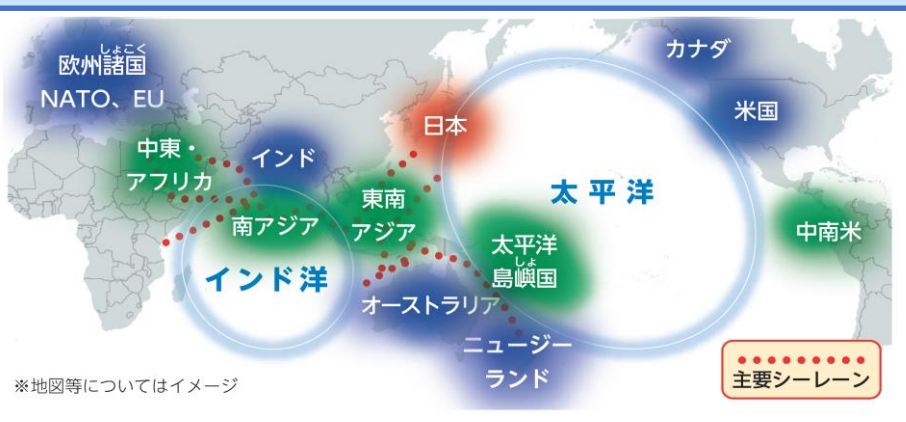 しょこく
欧州諸国
NATO、EU
中東・
アフリカ
インド
日本
カナダ
米国
太平洋
東南
アジア
南アジア
インド洋
太平洋
しょ
島嶼国
中南米
オーストラリア
ニュージー
ランド
主要シーレーン
※地図等についてはイメージ